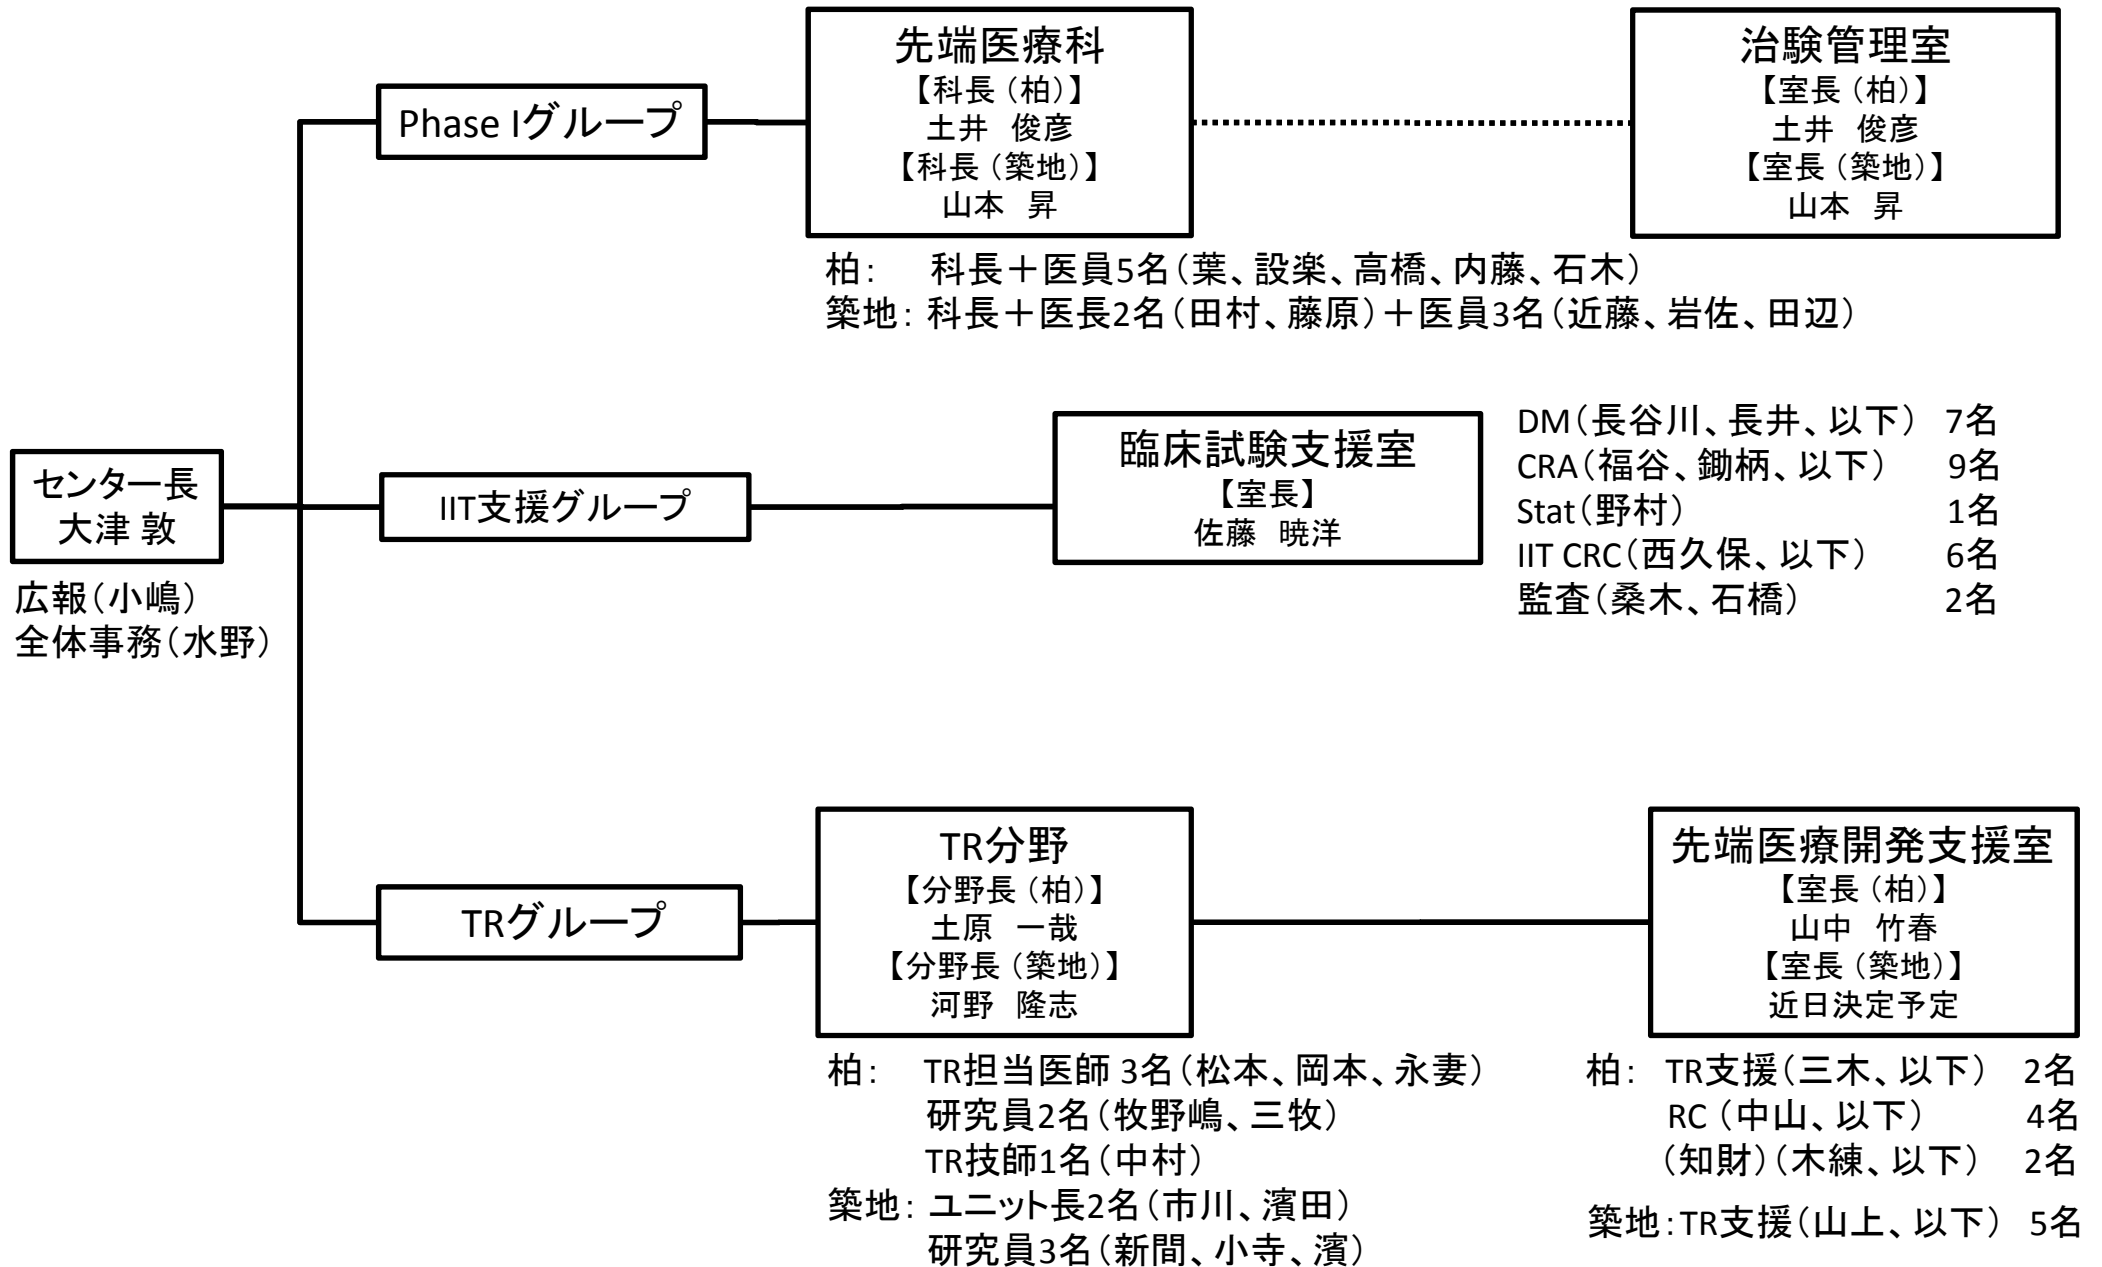 先端医療科
【科長（柏）】
土井　俊彦
【科長（築地）】
山本　昇
治験管理室
【室長（柏）】
土井　俊彦
【室長（築地）】
山本　昇
Phase Iグループ
柏：　科長＋医員5名（葉、設楽、高橋、内藤、石木）
築地：科長＋医長2名（田村、藤原）＋医員3名（近藤、岩佐、田辺）
センター長
大津 敦
広報（小嶋）
全体事務（水野）
IIT支援グループ
臨床試験支援室
【室長】
佐藤　暁洋
DM（長谷川、長井、以下）　7名
CRA（福谷、鋤柄、以下）　9名
Stat（野村）　1名
IIT CRC（西久保、以下）　6名
監査（桑木、石橋）　2名
TRグループ
TR分野
【分野長（柏）】
土原　一哉
【分野長（築地）】
河野　隆志
先端医療開発支援室
【室長（柏）】
山中　竹春
【室長（築地）】
近日決定予定
柏：　TR担当医師 3名（松本、岡本、永妻）
研究員2名（牧野嶋、三牧）
TR技師1名（中村）
築地：ユニット長2名（市川、濱田）
研究員3名（新間、小寺、濱）
柏：　TR支援（三木、以下）　2名
RC（中山、以下）　4名
（知財）（木練、以下）　2名
築地：TR支援（山上、以下）　5名